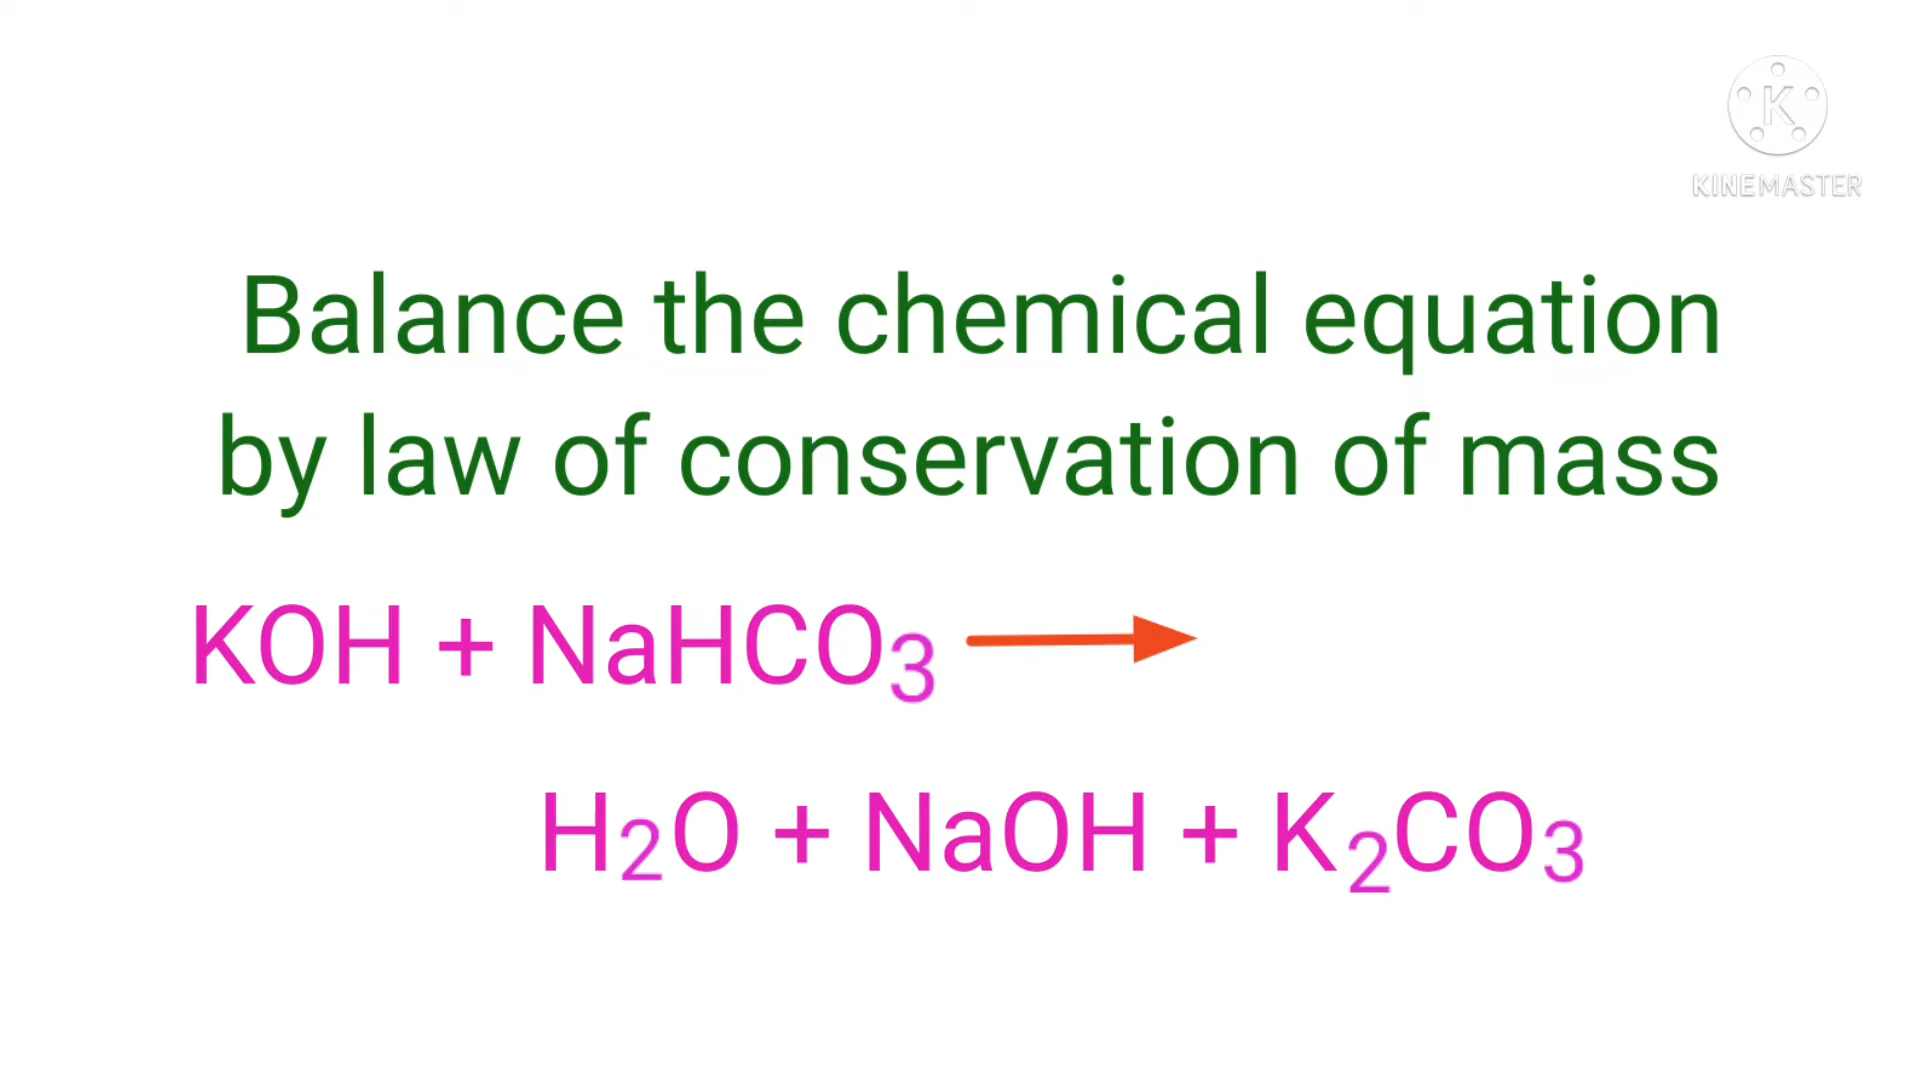 K
KINEMASTER
Balance the chemical equation
by law of conservation of mass
KOH + NaHCO₃
H₂O + NaOH + K₂CO₃